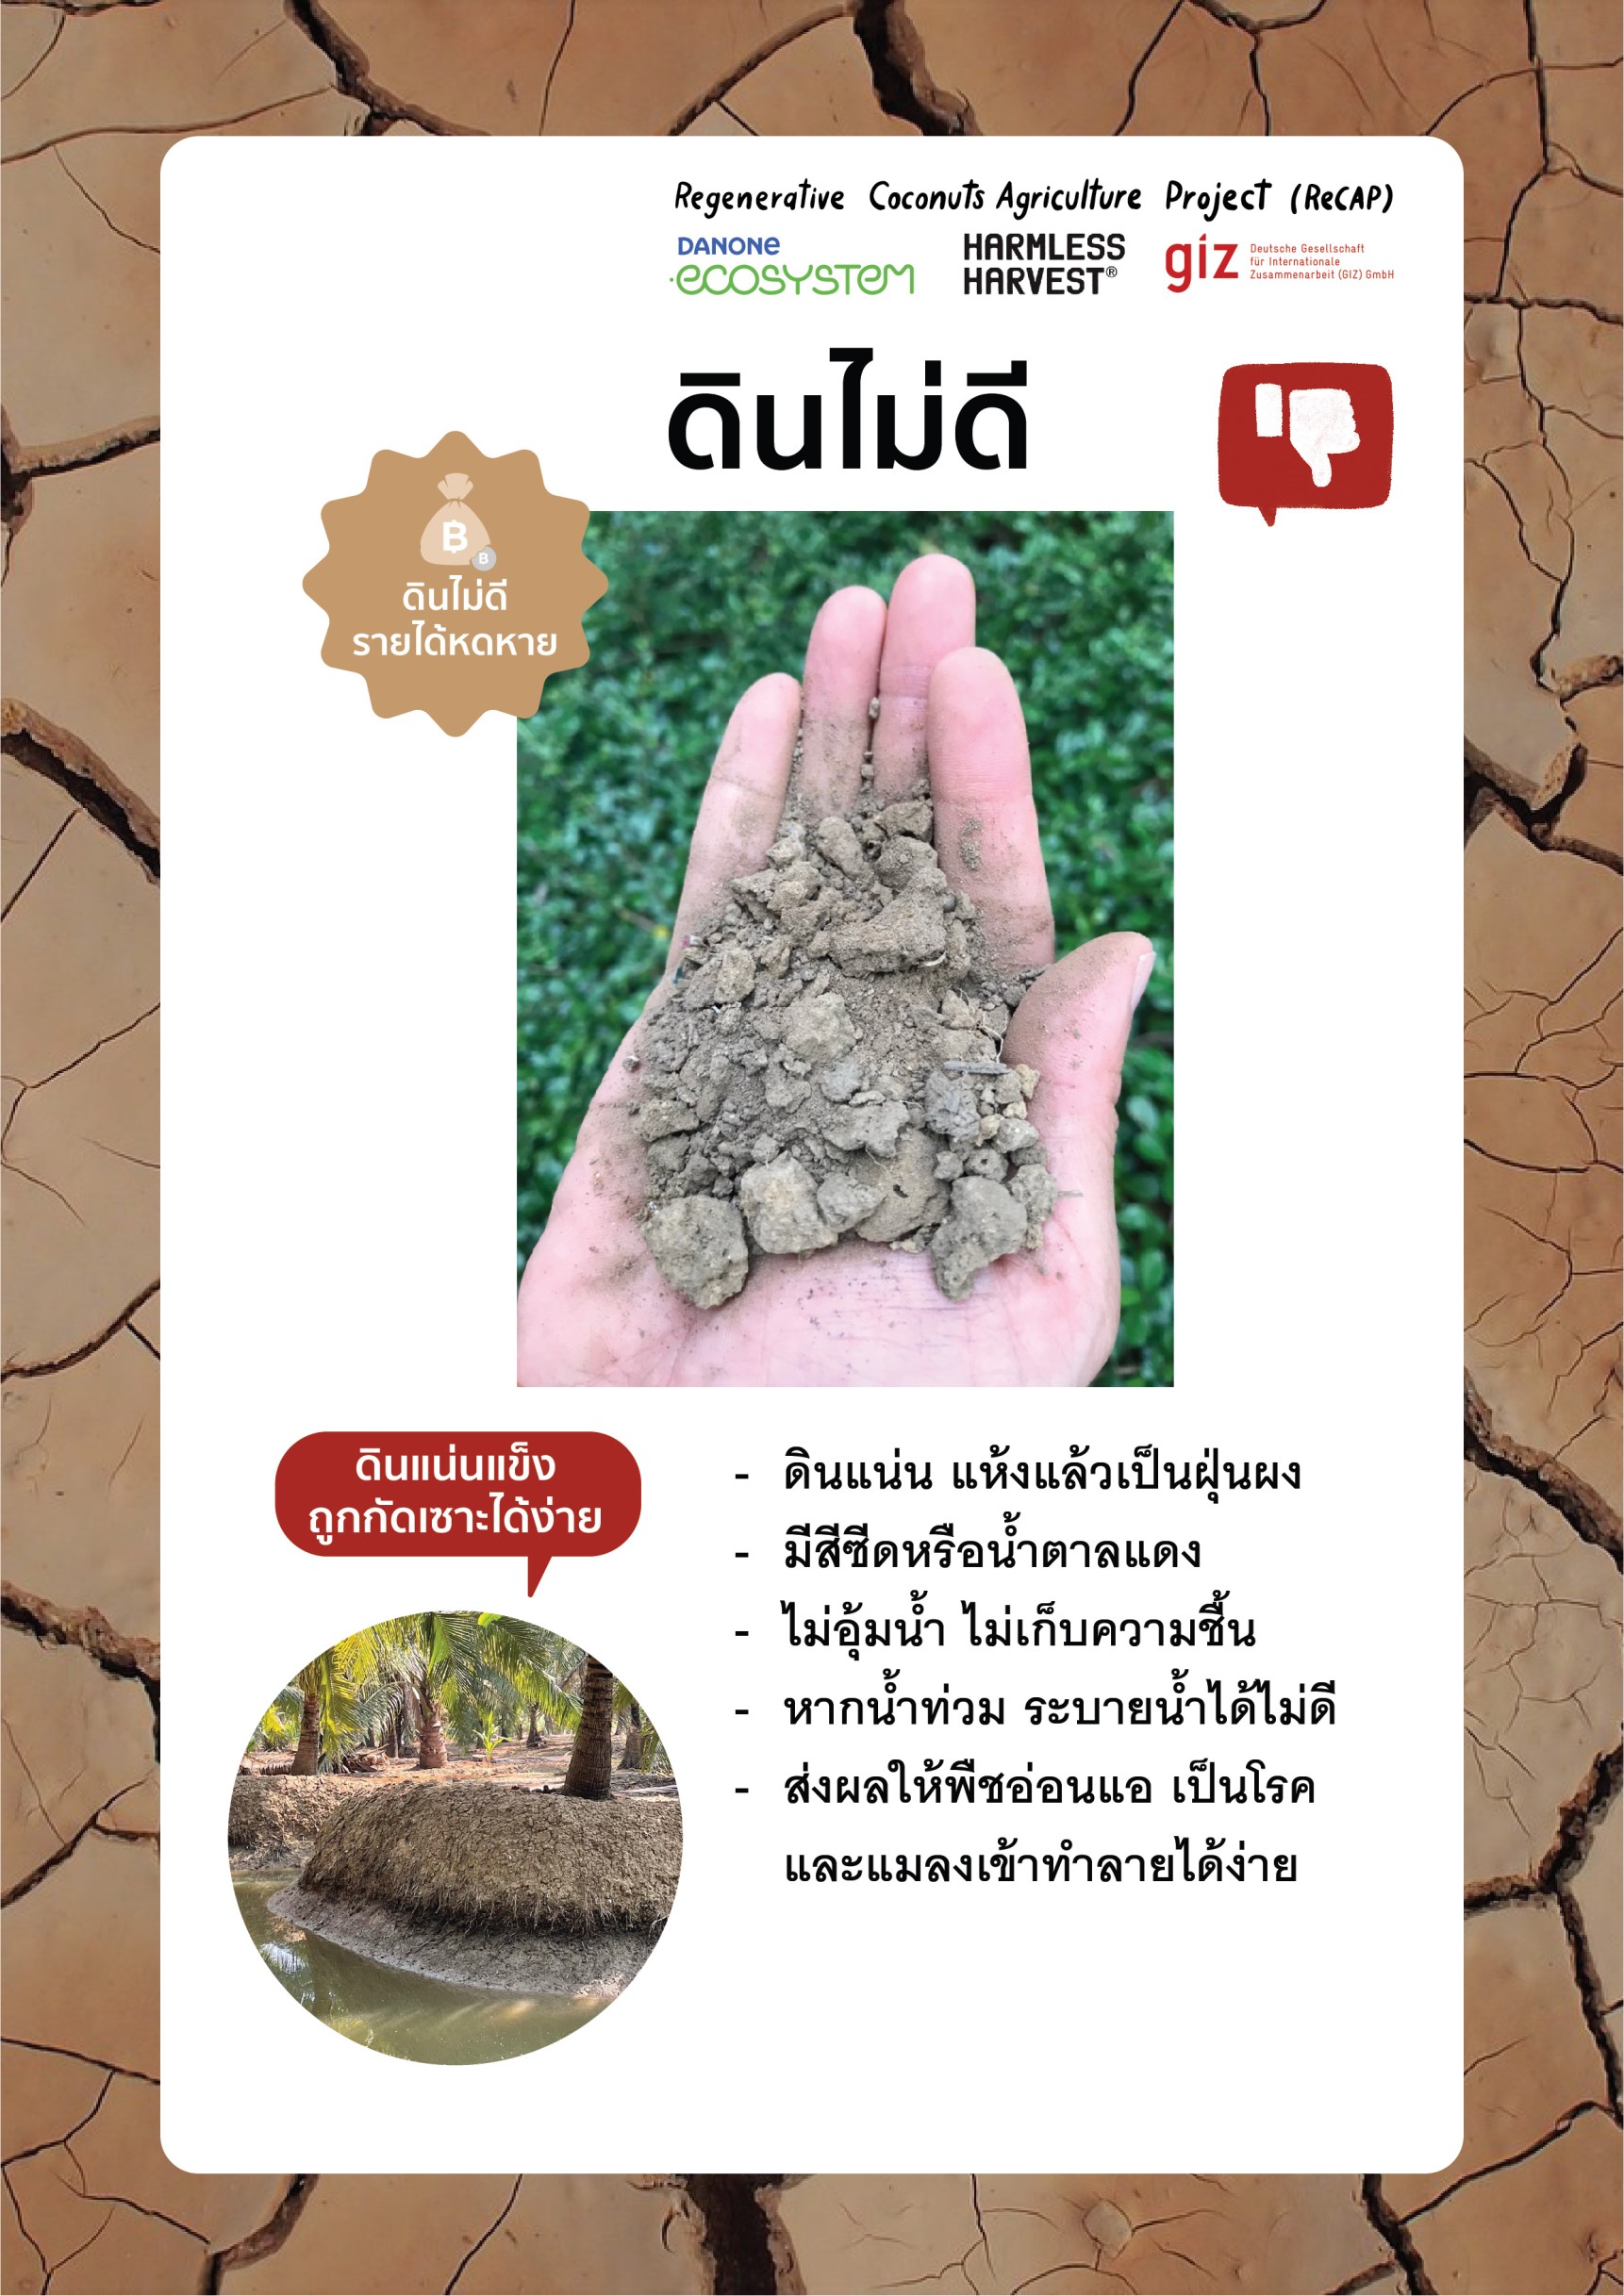 Regenerative Coconuts Agriculture Project (ReCAP)
DANONE
ECOSYSTEM
HARMLESS
HARVEST®
giz
Deutsche Gesellschaft
für Internationale
Zusammenarbeit (GIZ) GmbH
ดินไม่ดี
B
B
ดินไม่ดี
รายได้หดหาย
ดินแน่นแข็ง
ถูกกัดเซาะได้ง่าย
- ดินแน่น แห้งแล้วเป็นฝุ่นผง
- มีสีซีดหรือน้ำตาลแดง
- ไม่อุ้มน้ำ ไม่เก็บความชื้น
- หากน้ำท่วม ระบายน้ำได้ไม่ดี
- ส่งผลให้พืชอ่อนแอ เป็นโรค
และแมลงเข้าทำลายได้ง่าย